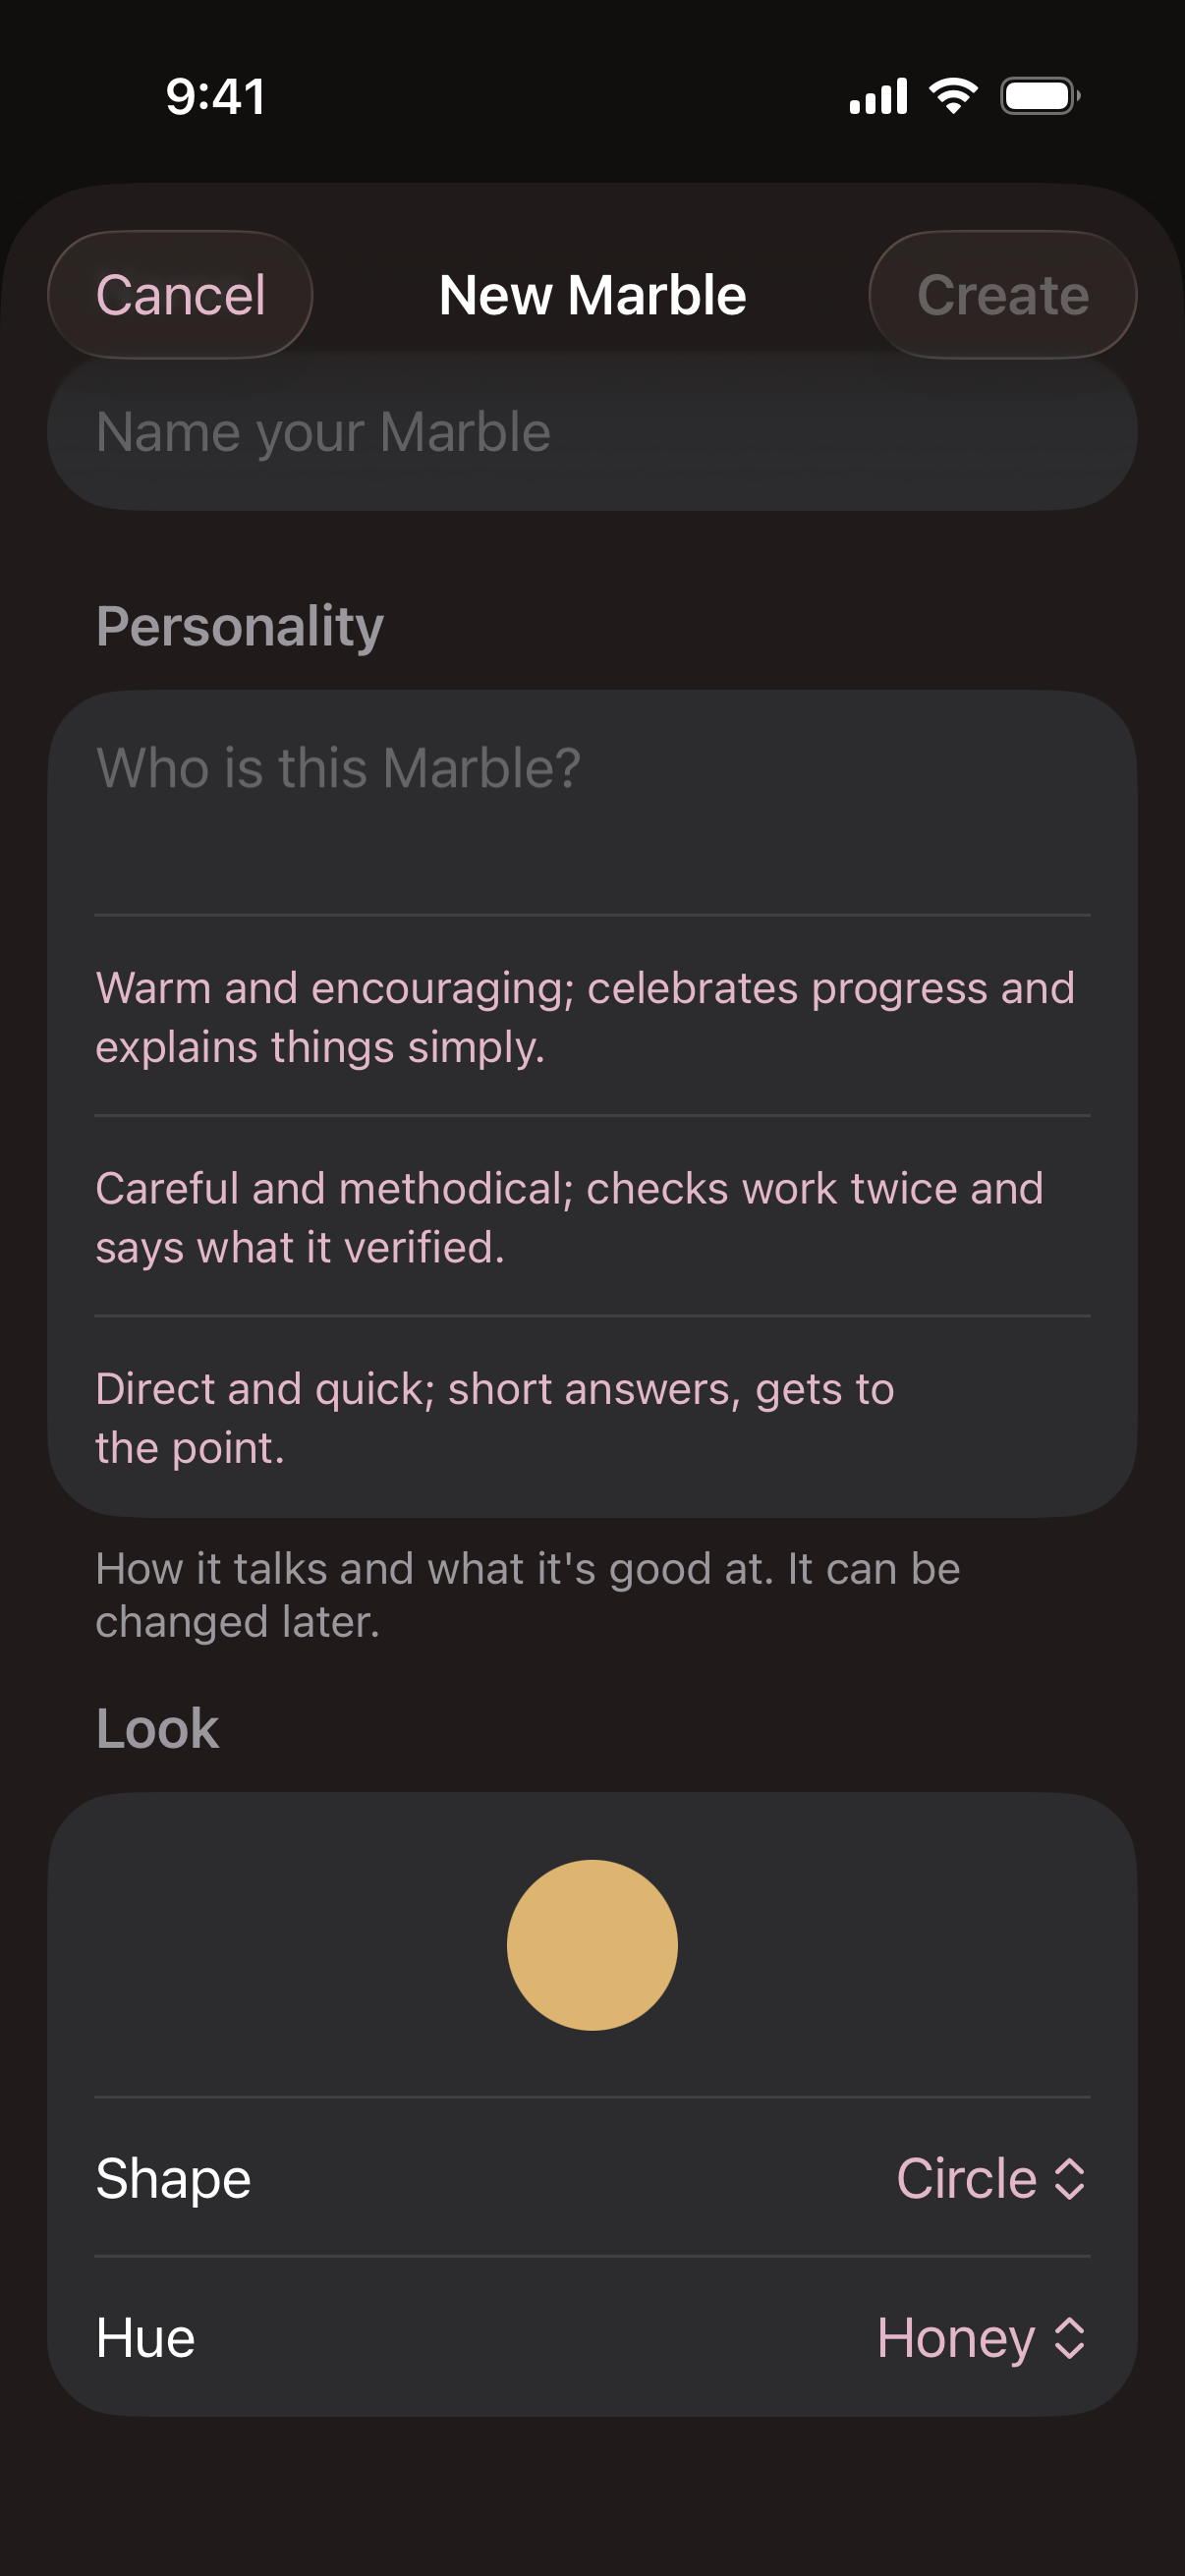 9:41
Cancel
New Marble
Create
Name your Marble
Personality
Who is this Marble?
Warm and encouraging; celebrates progress and
explains things simply.
Careful and methodical; checks work twice and
says what it verified.
Direct and quick; short answers, gets to
the point.
How it talks and what it's good at. It can be
changed later.
Look
Shape
Circle
Hue
Honey